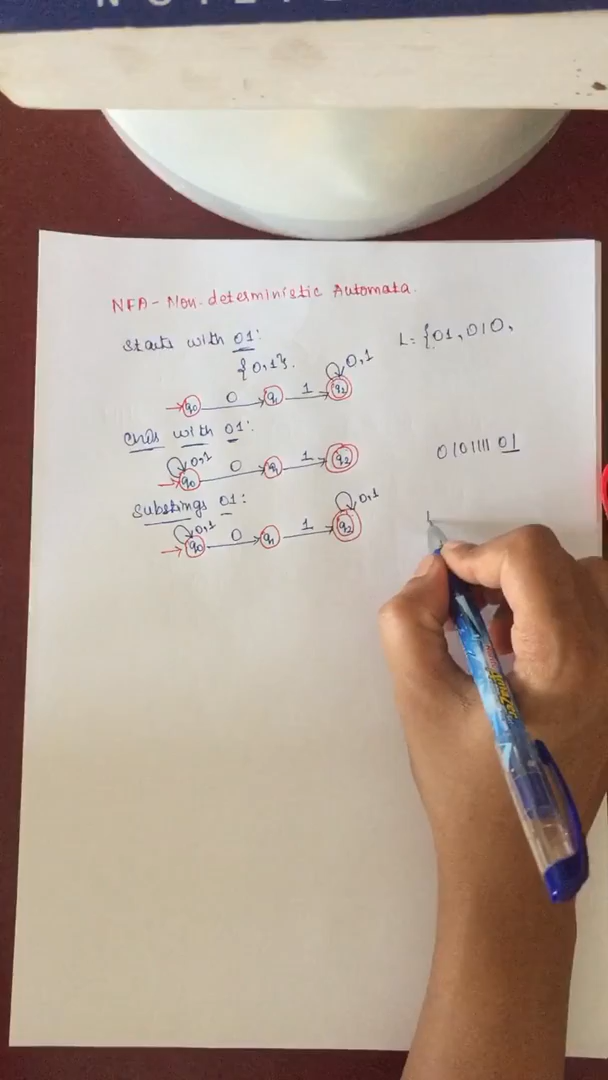 NFA - Non-deterministic Automata.
Starts with 01:
L = {01, 010,
{0,1}.
0,1
q0 0 q1 1 q2
Ends with 01:
0,1
0101111 01
q0 0 q1 1 q2
Substings 01:
0,1 0,1
q0 0 q1 1 q2